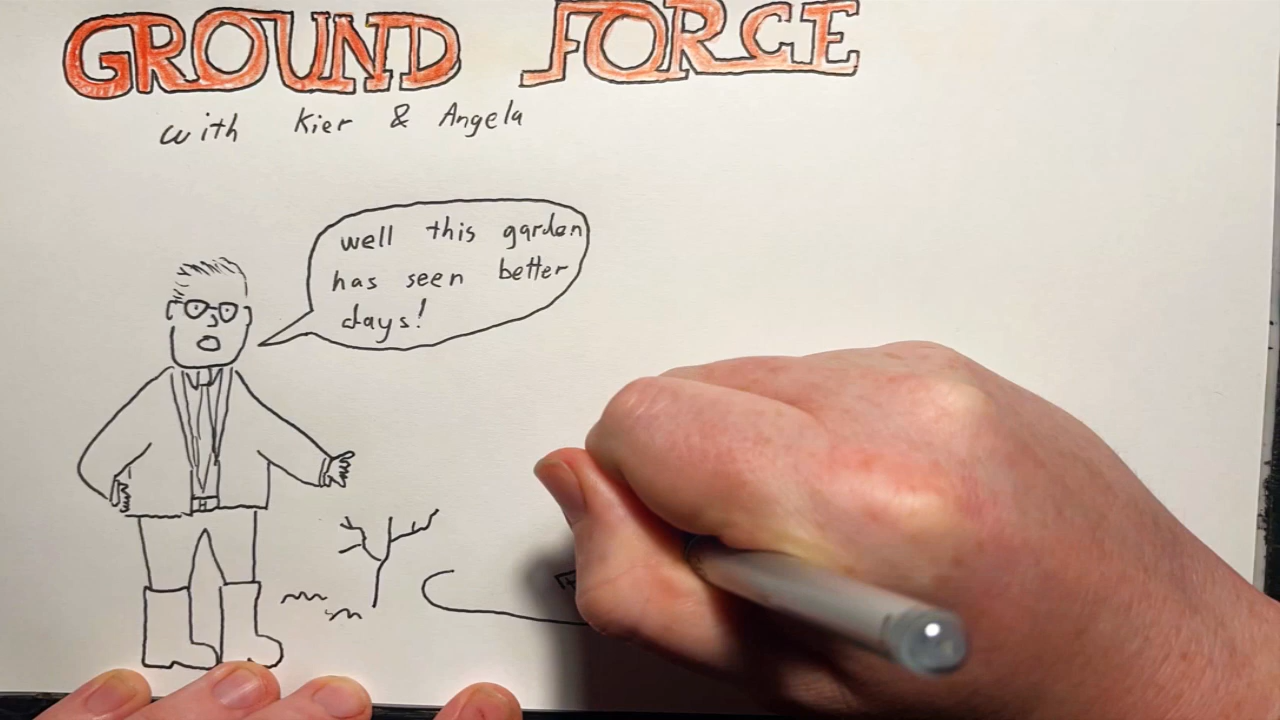 GROUND FORCE
with Kier & Angela
well this garden
has seen better
days!